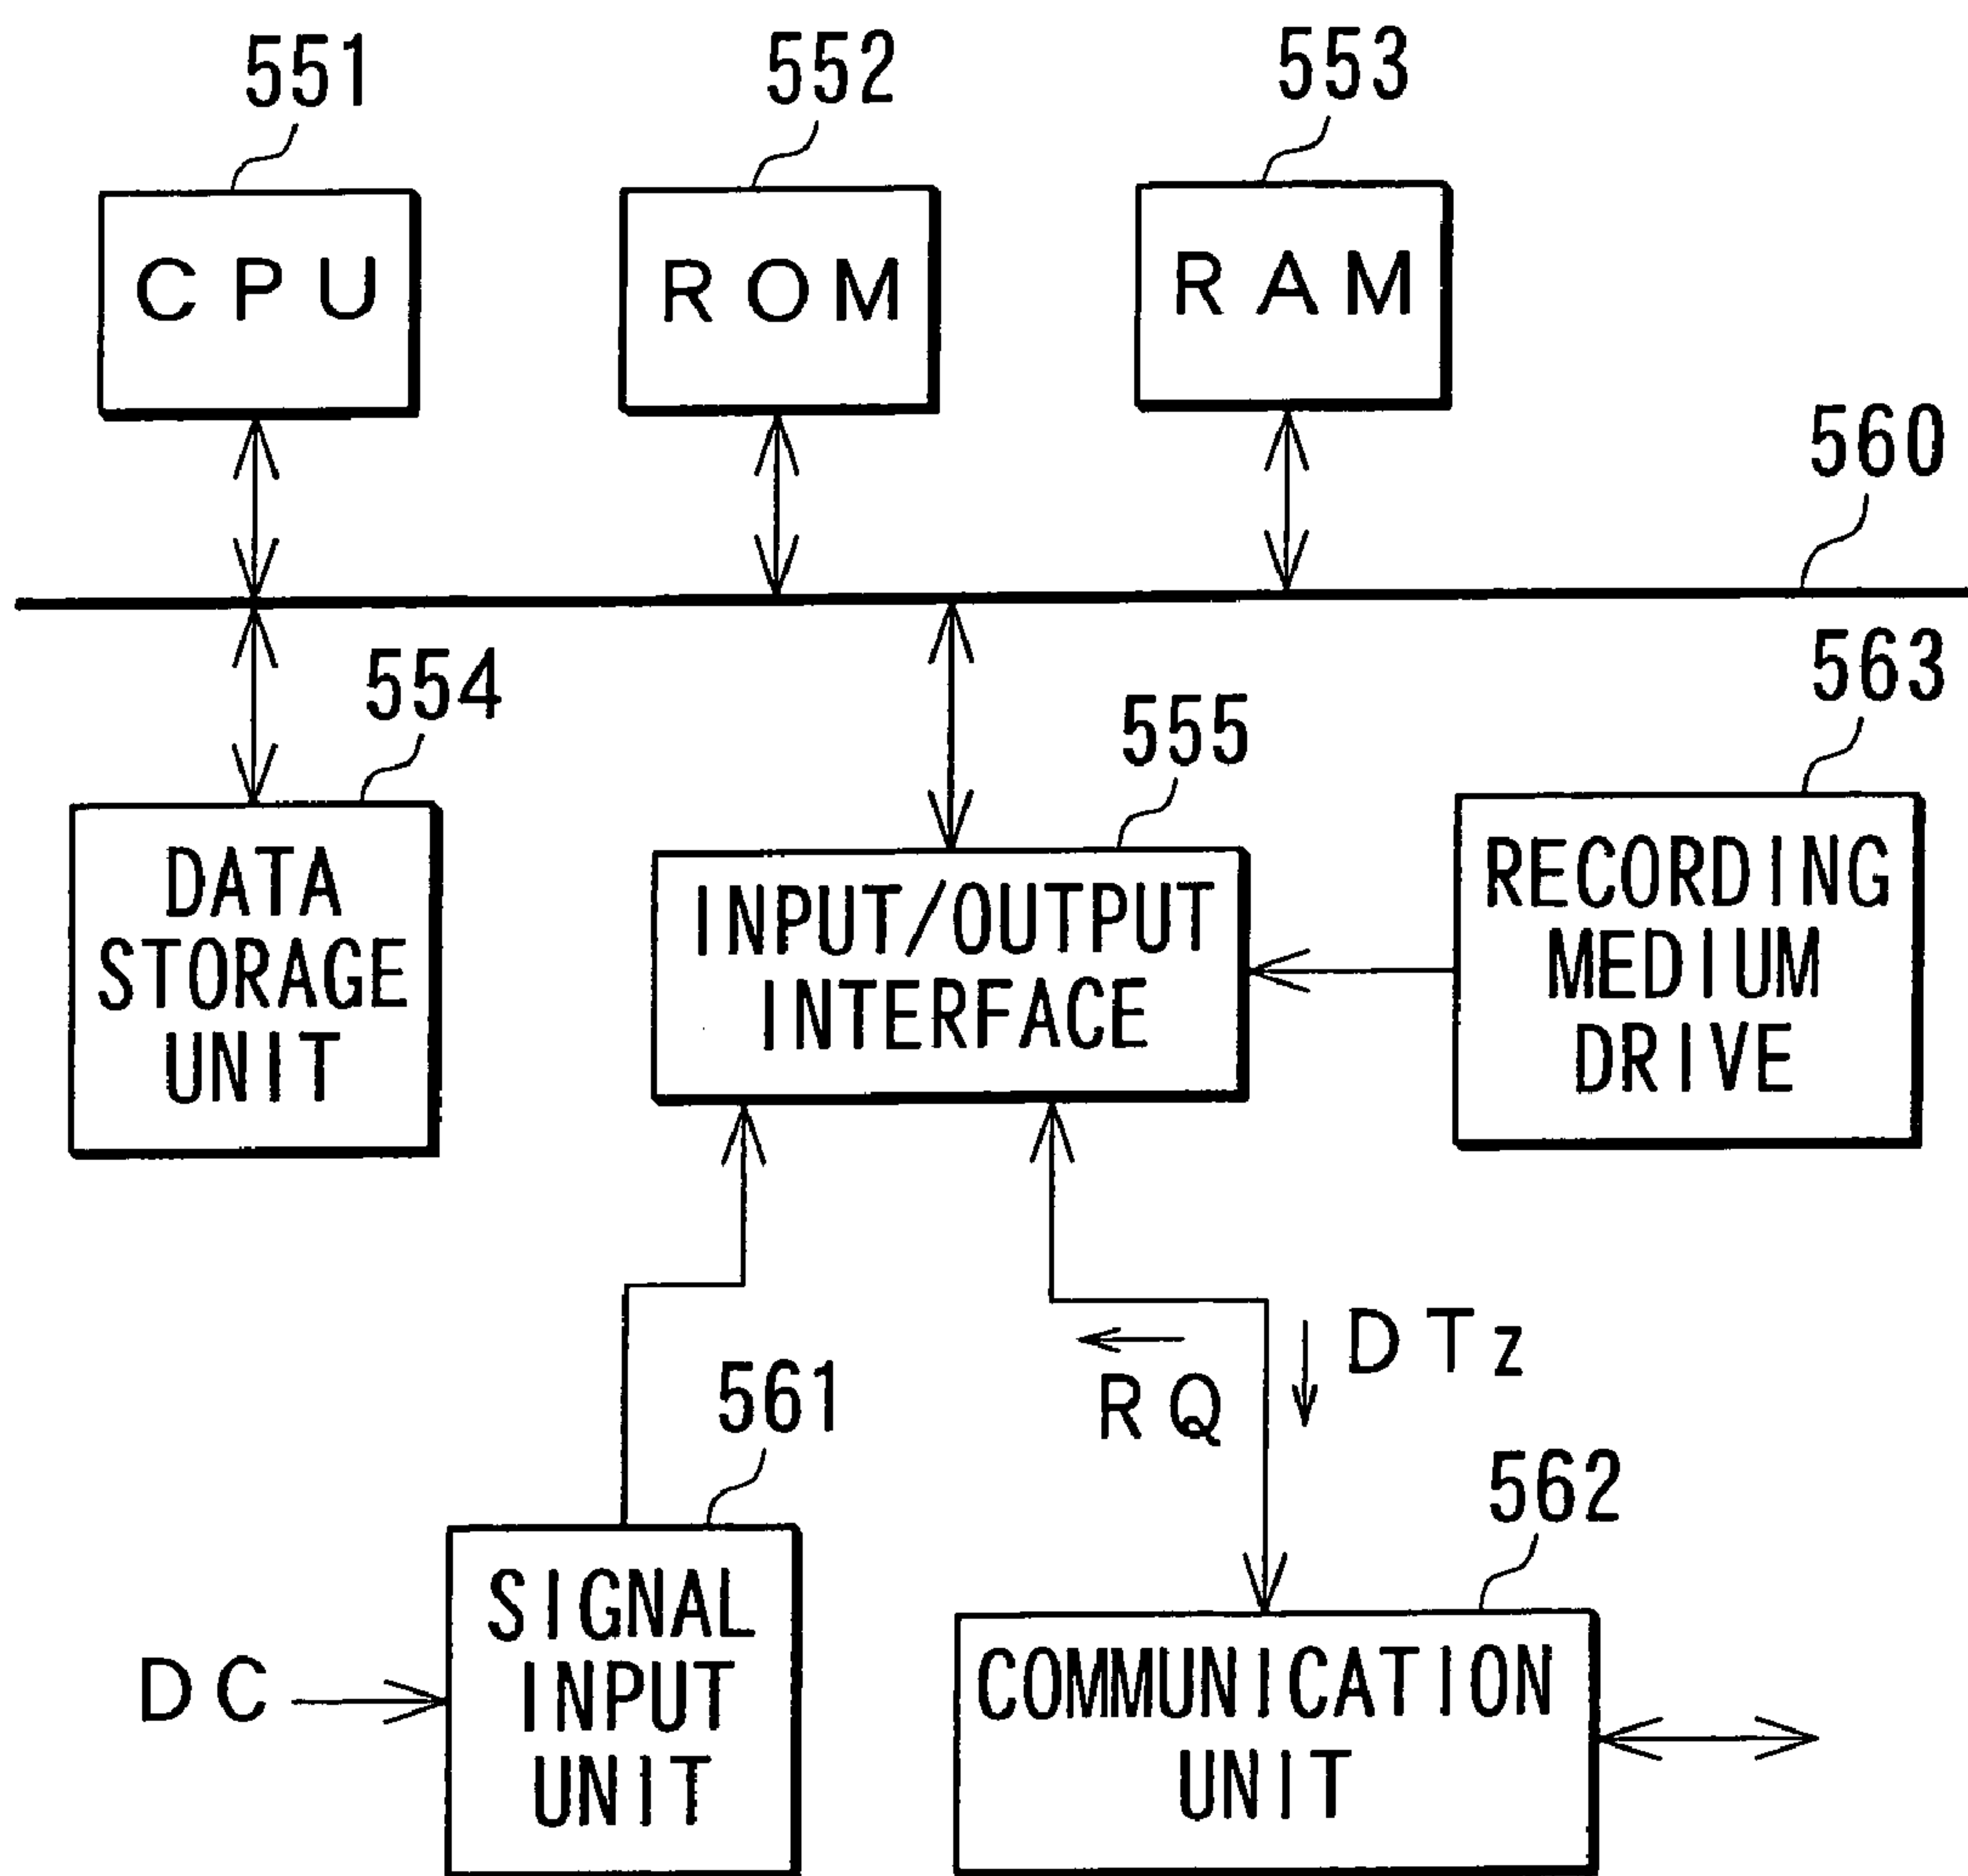 551
552
553
CPU
ROM
RAM
560
554
555
563
DATA
STORAGE
UNIT
INPUT/OUTPUT
INTERFACE
RECORDING
MEDIUM
DRIVE
DTz
RQ
561
562
DC
SIGNAL
INPUT
UNIT
COMMUNICATION
UNIT